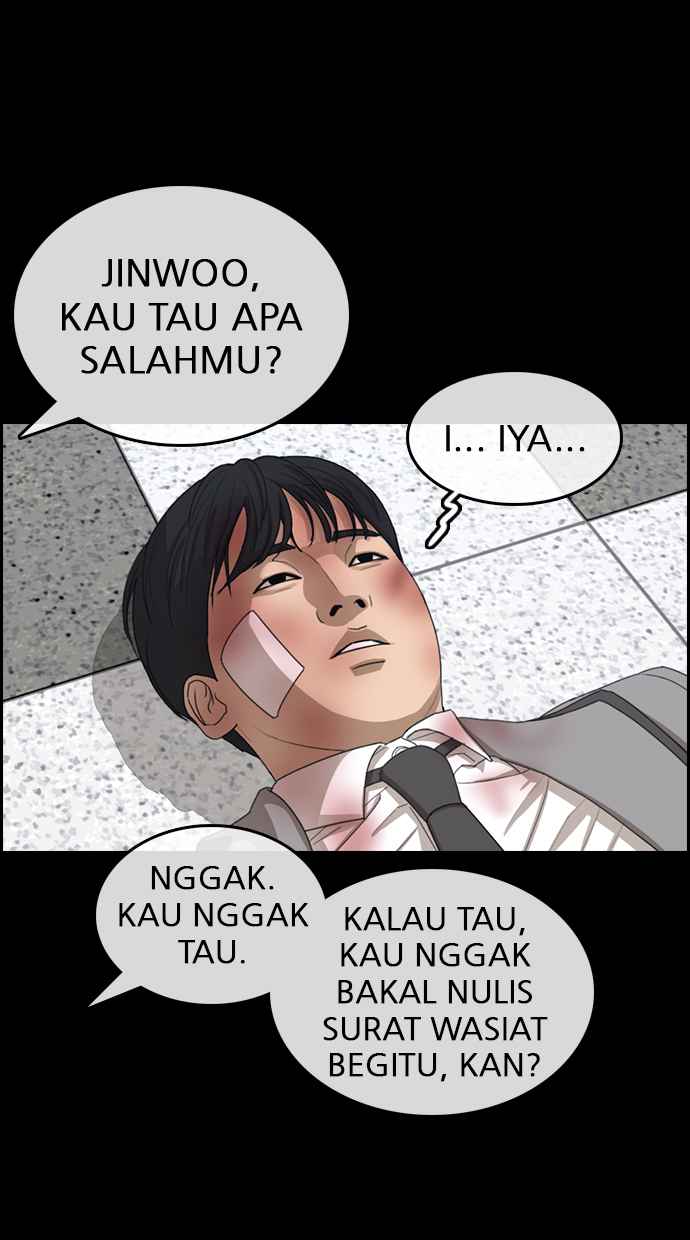 JINWOO,
KAU TAU APA
SALAHMU?
I... IYA...
NGGAK.
KAU NGGAK
TAU.
KALAU TAU,
KAU NGGAK
BAKAL NULIS
SURAT WASIAT
BEGITU, KAN?